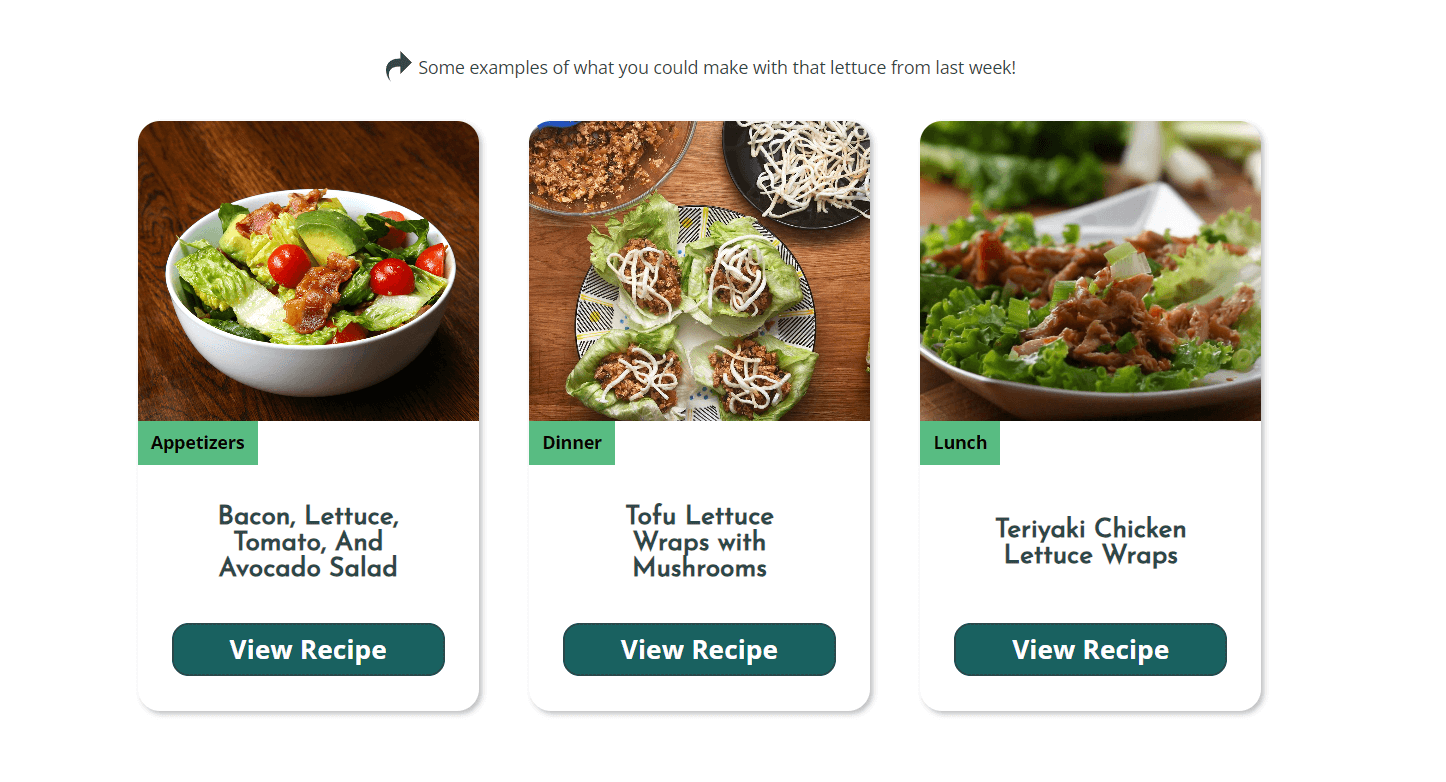 Some examples of what you could make with that lettuce from last week!
Appetizers
Bacon, Lettuce,
Tomato, And
Avocado Salad
View Recipe
Dinner
Tofu Lettuce
Wraps with
Mushrooms
View Recipe
Lunch
Teriyaki Chicken
Lettuce Wraps
View Recipe